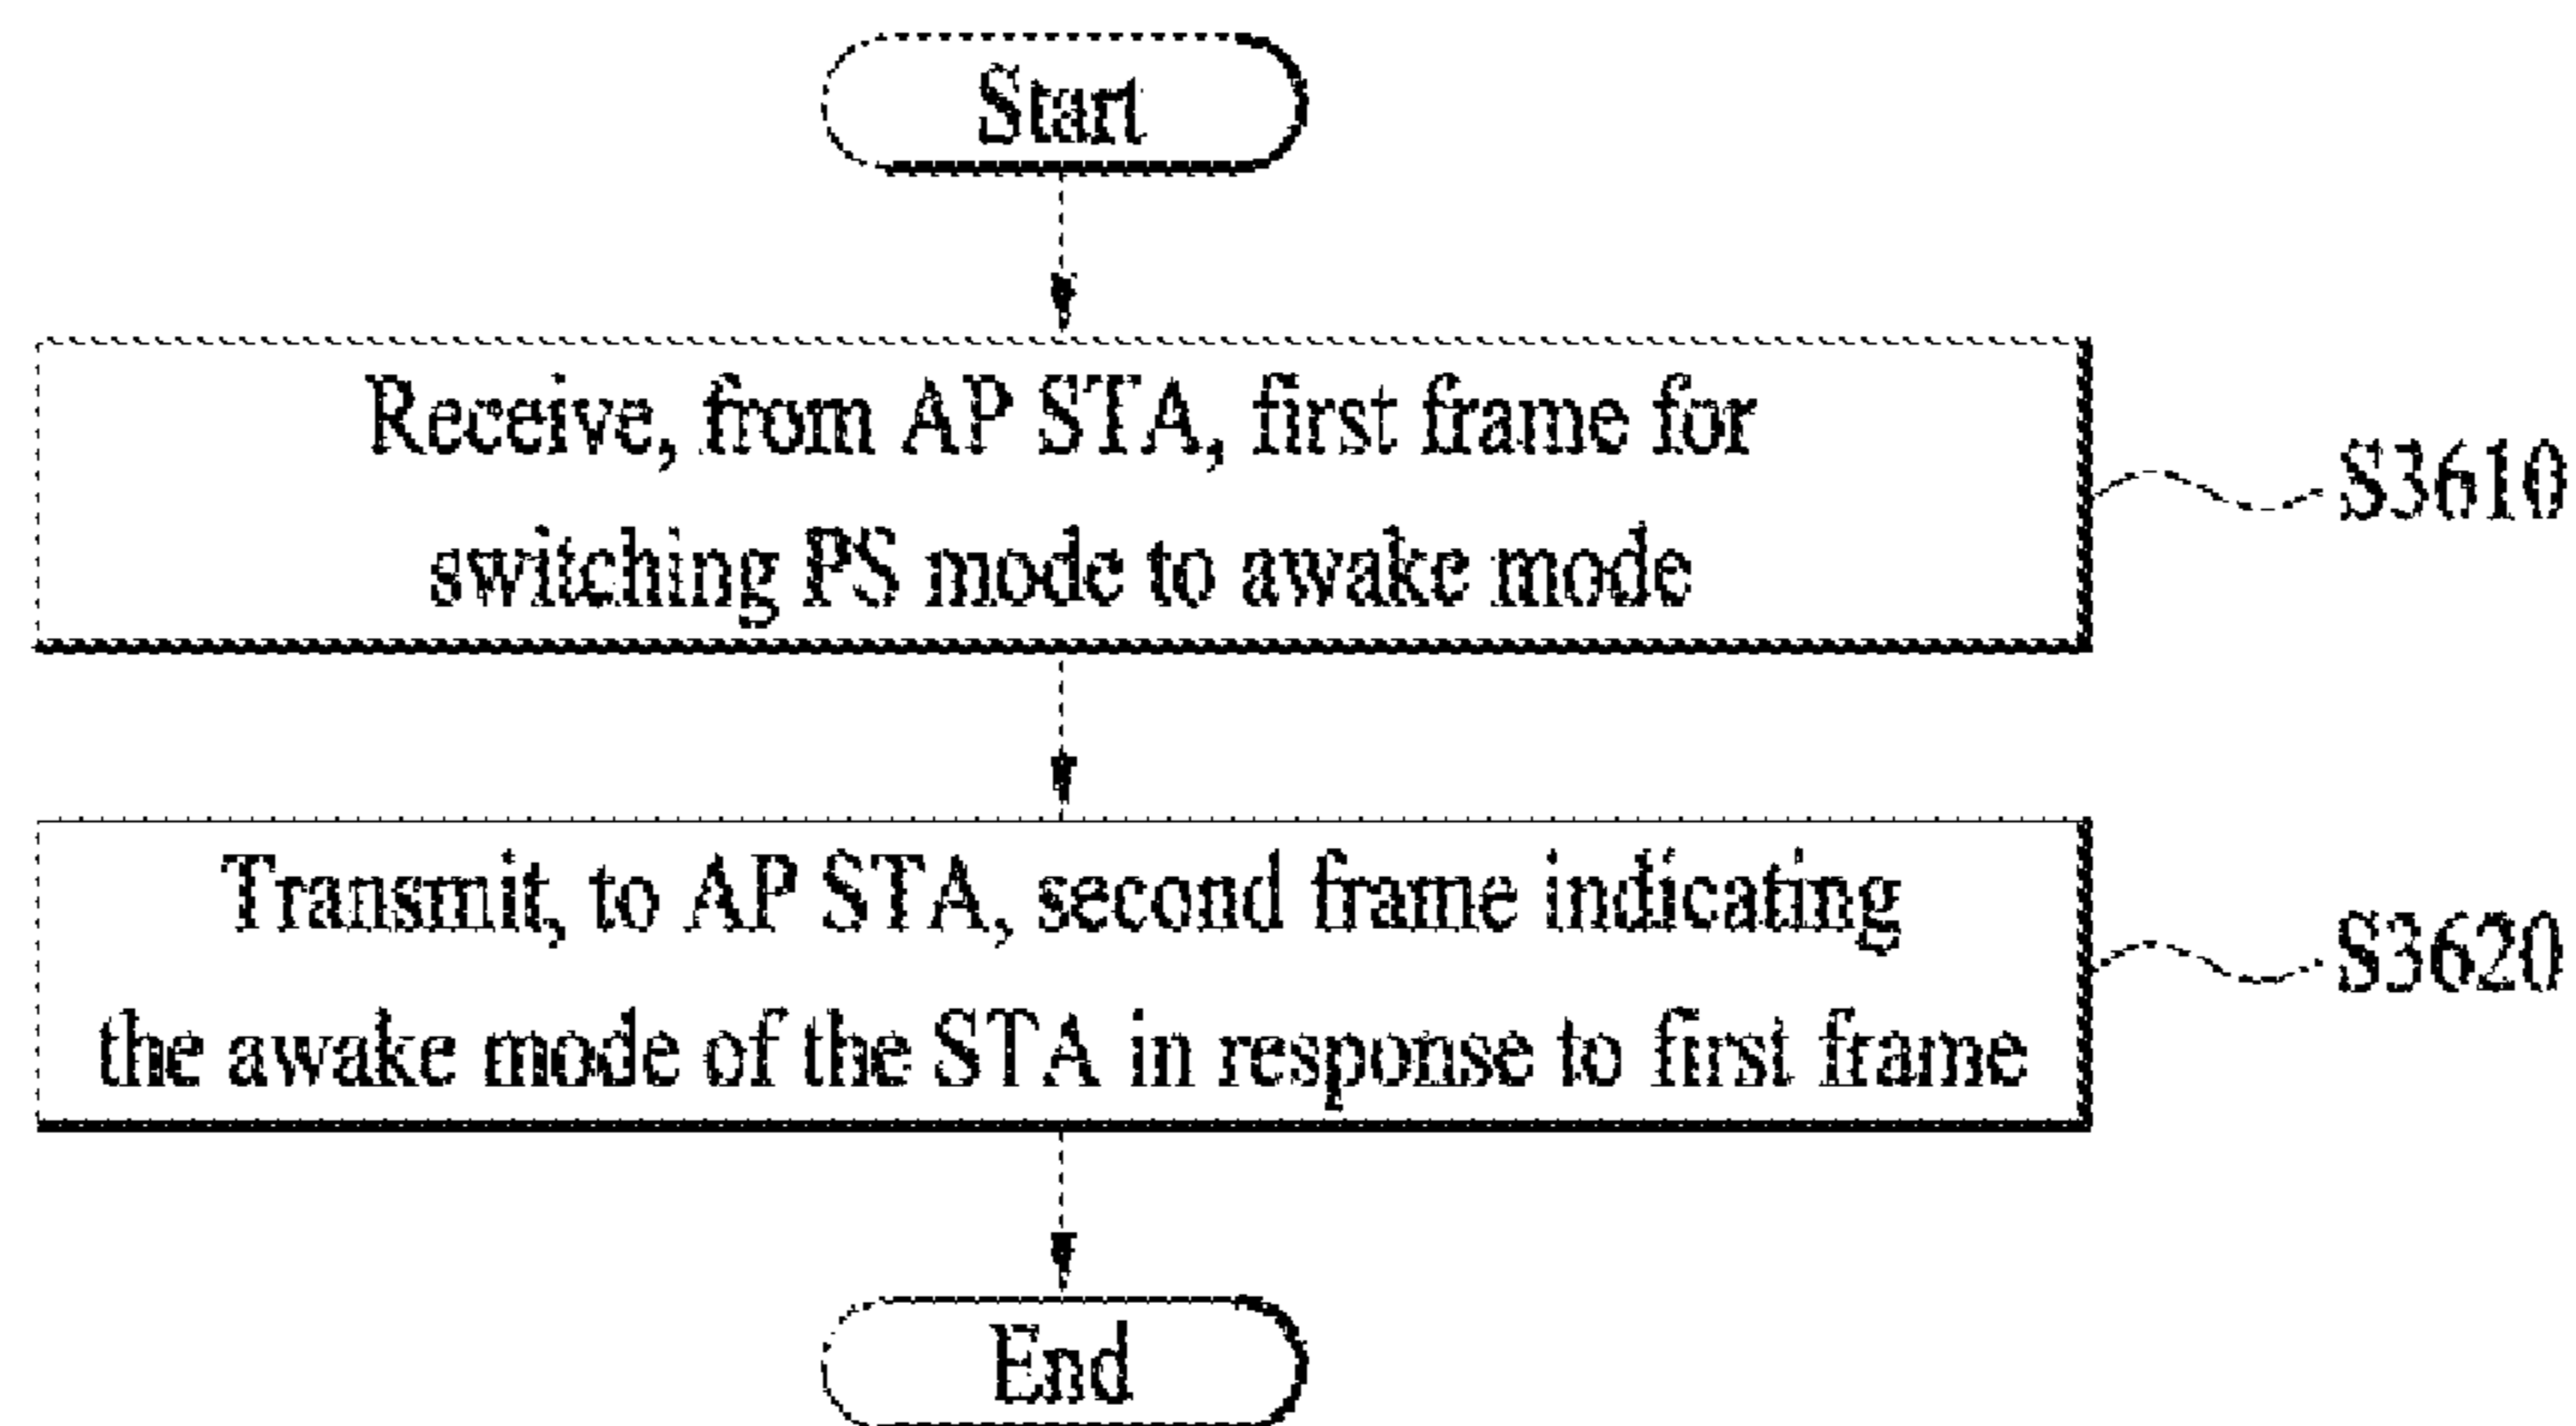 Start
Receive, from AP STA, first frame for
switching PS mode to awake mode
S3610
Transmit, to AP STA, second frame indicating
the awake mode of the STA in response to first frame
S3620
End